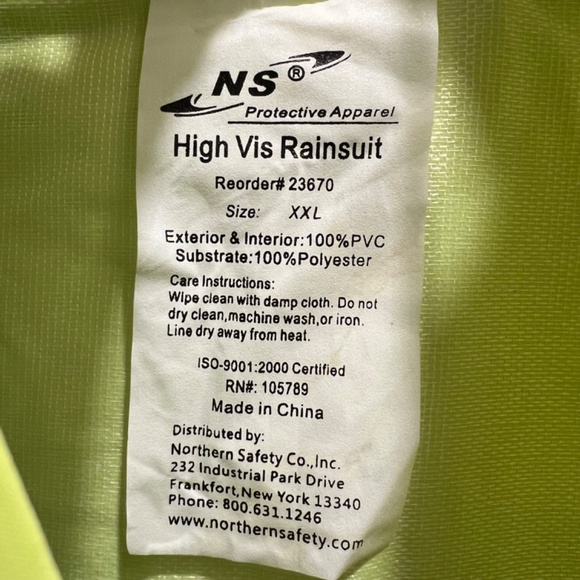 NS®
Protective Apparel
High Vis Rainsuit
Reorder# 23670
Size: XXL
Exterior & Interior:100%PVC
Substrate:100%Polyester
Care Instructions:
Wipe clean with damp cloth. Do not
dry clean,machine wash,or iron.
Line dry away from heat.
ISO-9001:2000 Certified
RN#: 105789
Made in China
Distributed by:
Northern Safety Co.,Inc.
232 Industrial Park Drive
Frankfort,New York 13340
Phone: 800.631.1246
www.northernsafety.com